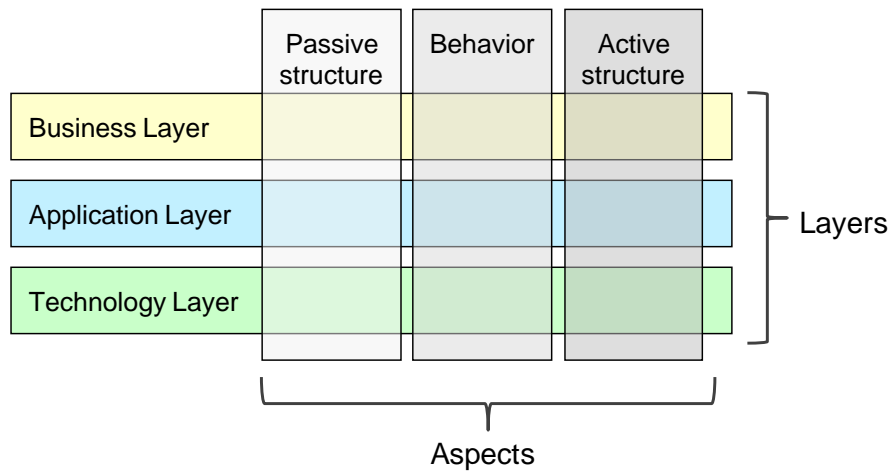 Passive
structure
Behavior
Active
structure
Business Layer
Application Layer
Technology Layer
Layers
Aspects